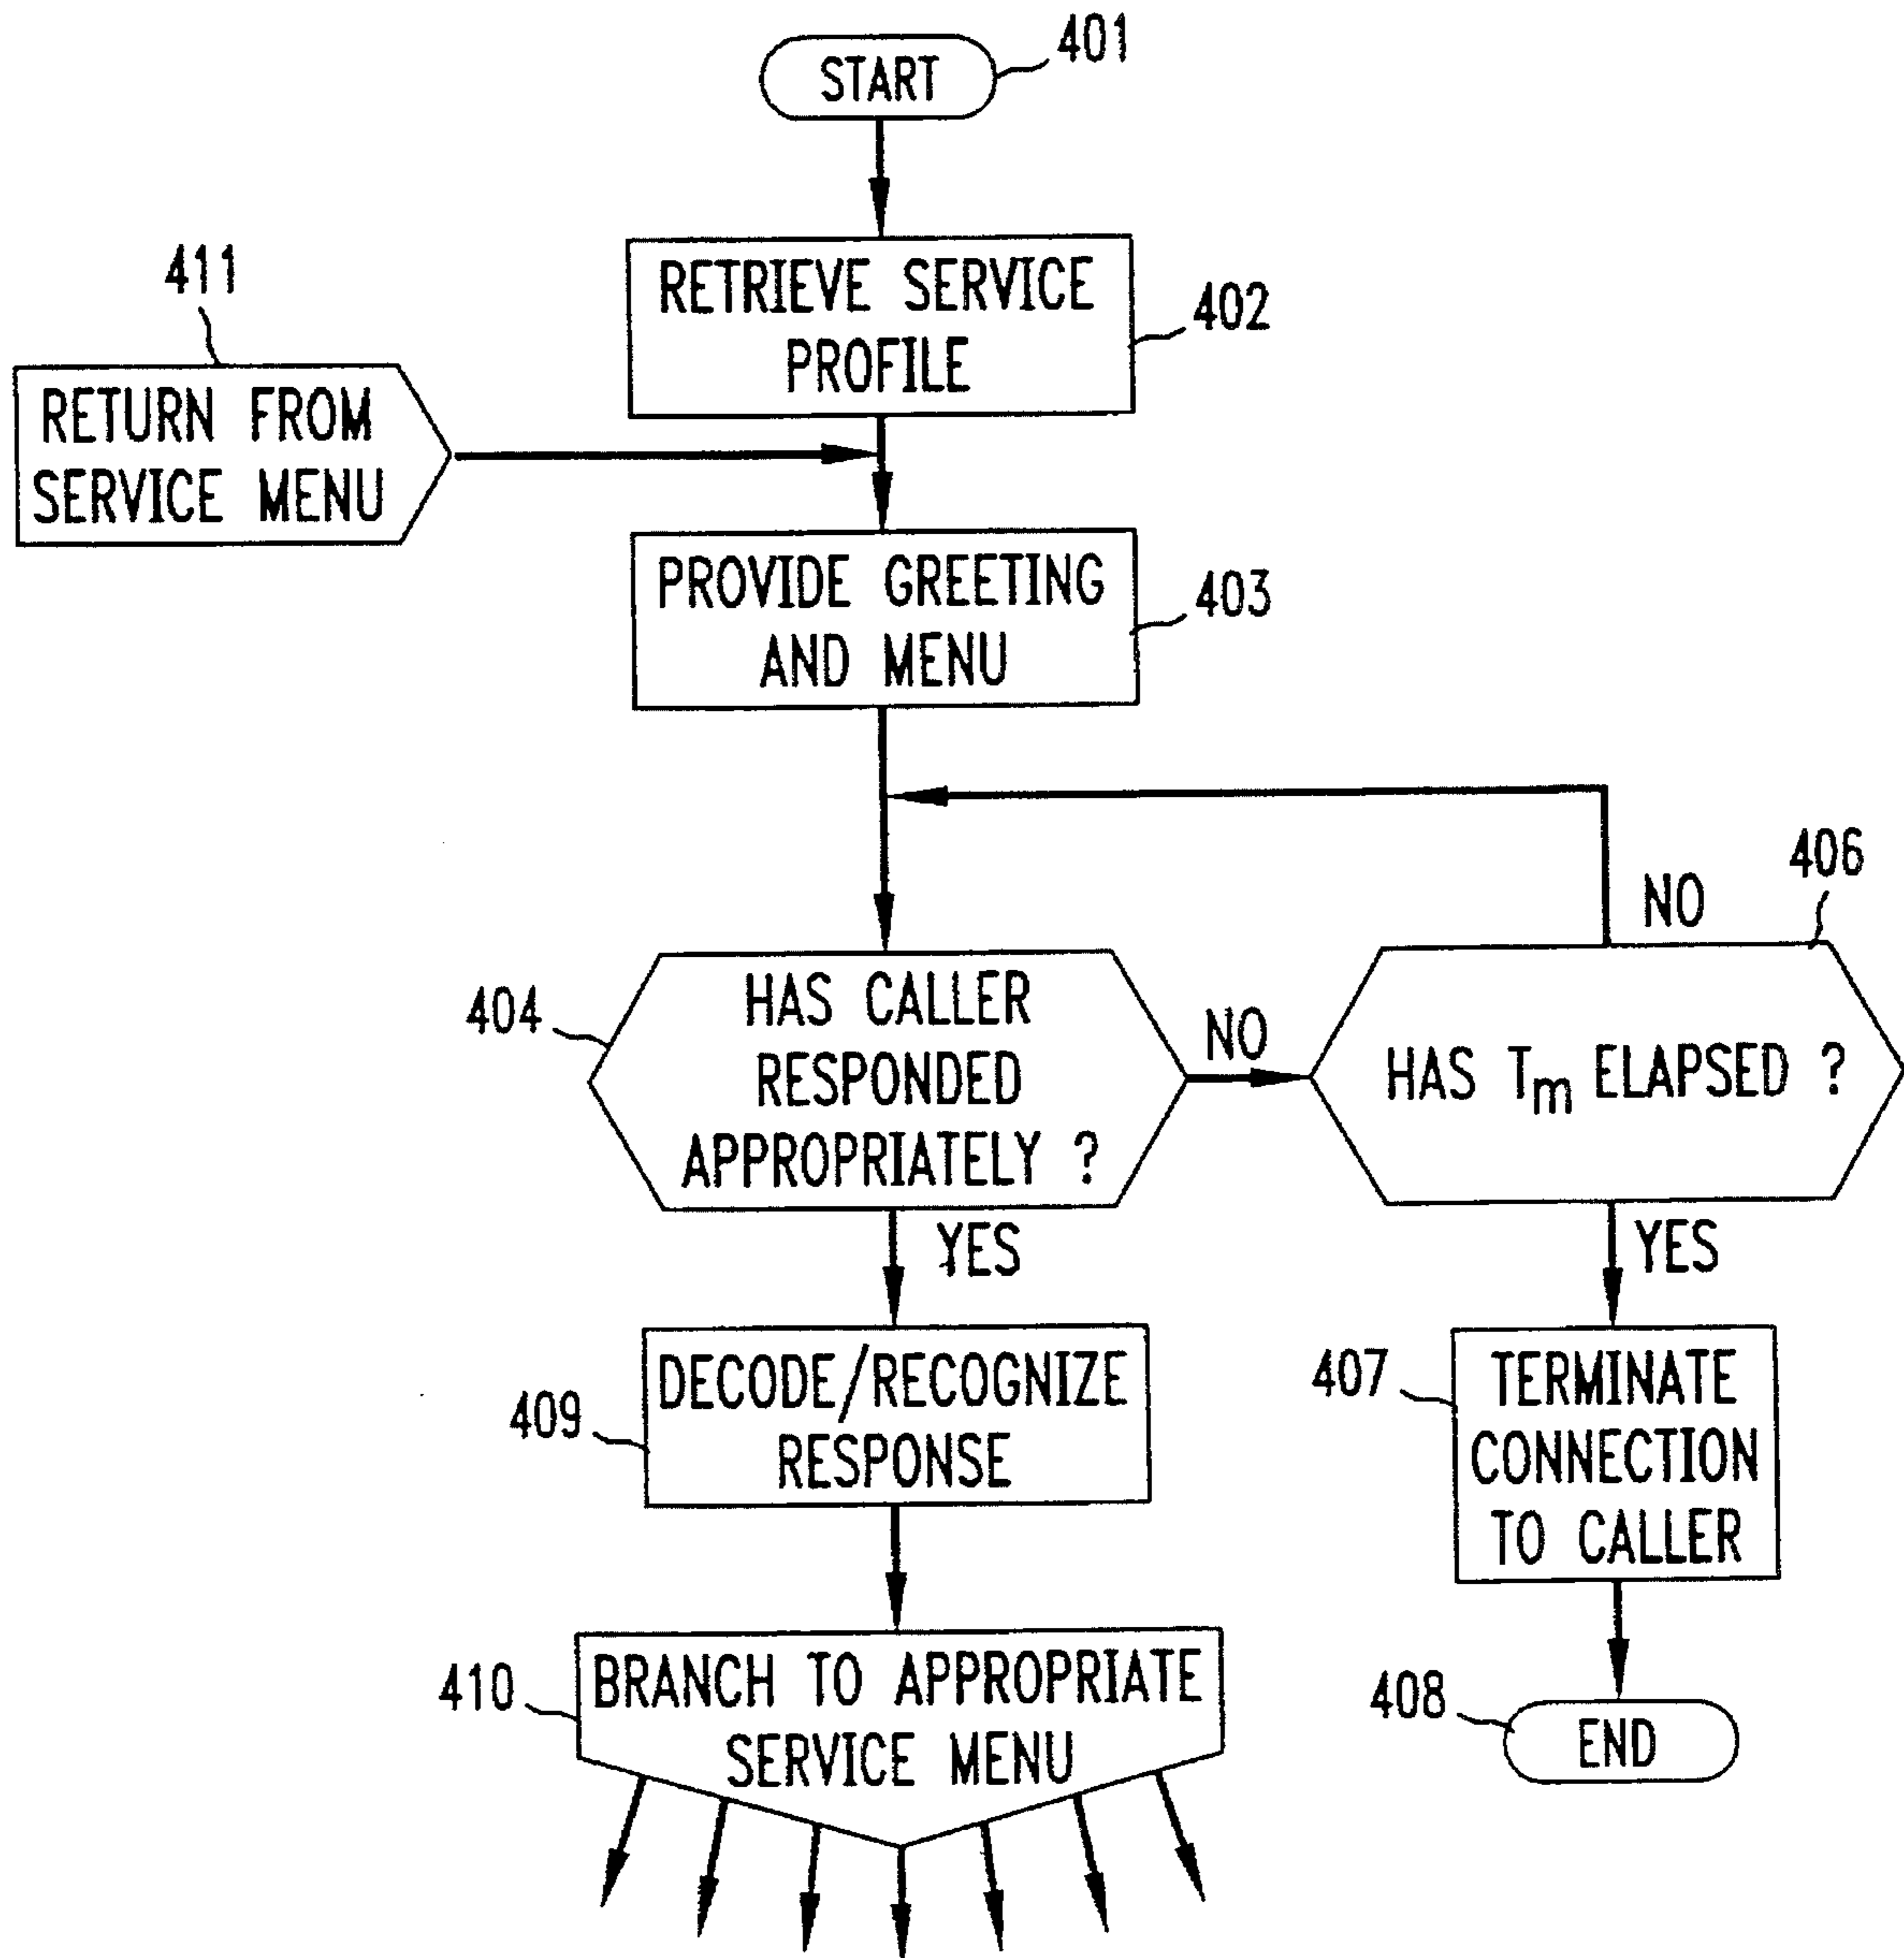 START
401
RETRIEVE SERVICE
PROFILE
402
411
RETURN FROM
SERVICE MENU
PROVIDE GREETING
AND MENU
403
404
HAS CALLER
RESPONDED
APPROPRIATELY ?
NO
406
NO
HAS Tm ELAPSED ?
YES
YES
409
DECODE/RECOGNIZE
RESPONSE
407
TERMINATE
CONNECTION
TO CALLER
410
BRANCH TO APPROPRIATE
SERVICE MENU
408
END